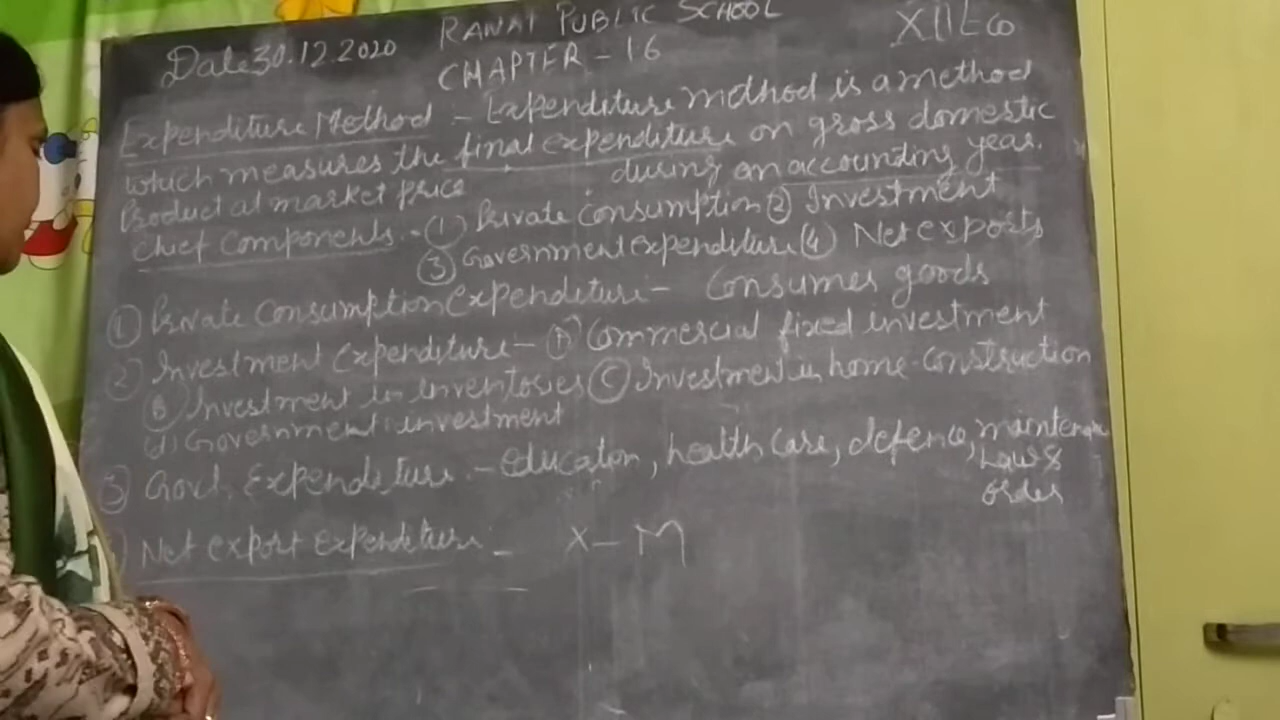 RAWAT PUBLIC SCHOOL
Date 30.12.2020 XII Eco
CHAPTER - 16
Expenditure Method - Expenditure method is a method
which measures the final expenditure on gross domestic
Product at market price during an accounting year.
Chief Components - (1) Private Consumption (2) Investment
(3) Government expenditure (4) Net exports
(1) Private Consumption Expenditure - Consumer goods
(2) Investment Expenditure - (A) Commercial fixed investment
(B) Investment in inventories (C) Investment in home construction
(d) Government investment
(3) Govt. Expenditure - education, health care, defence, maintenance
Law &
order
Net export expenditure - X - M